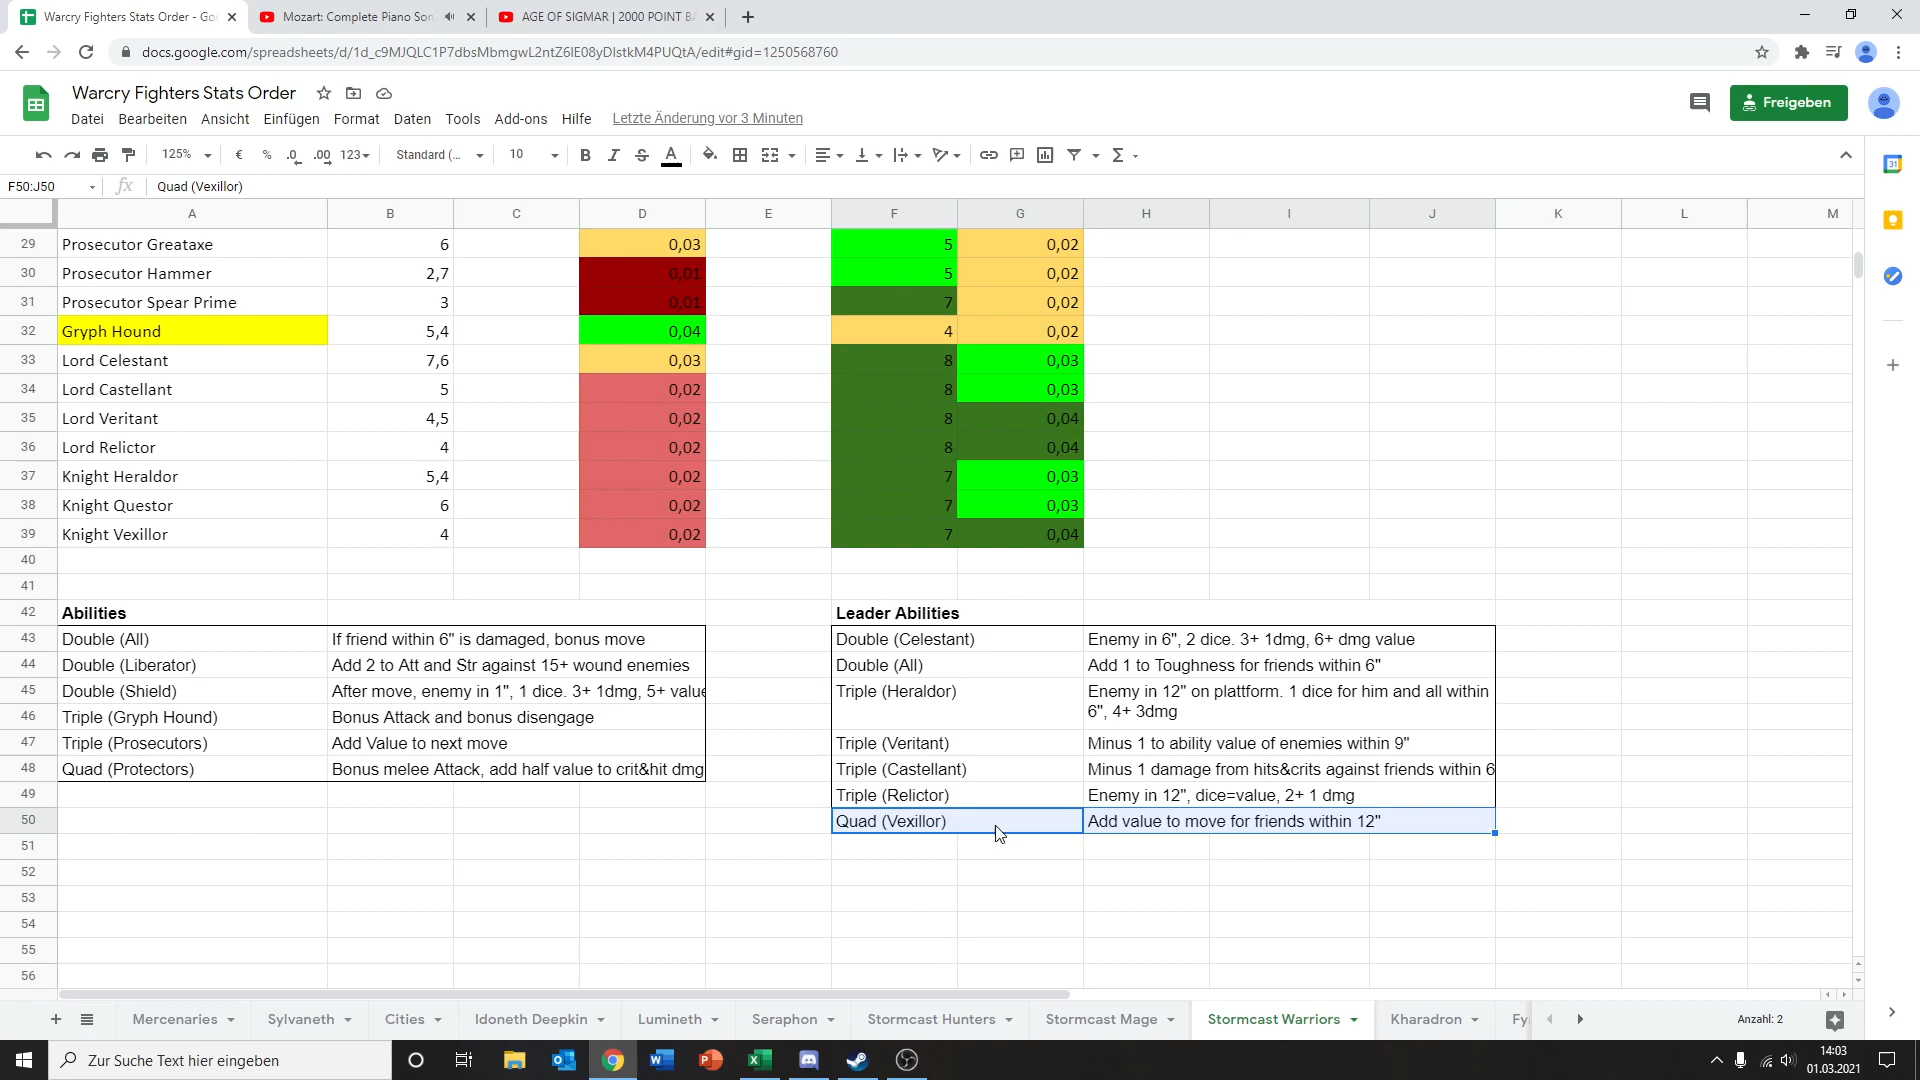 Warcry Fighters Stats Order - Goo
Mozart: Complete Piano Son
AGE OF SIGMAR | 2000 POINT BA
docs.google.com/spreadsheets/d/1d_c9MJQLC1P7dbsMbmgwL2ntZ6IE08yDIstkM4PUQtA/edit#gid=1250568760
Warcry Fighters Stats Order
Freigeben
Datei Bearbeiten Ansicht Einfügen Format Daten Tools Add-ons Hilfe Letzte Änderung vor 3 Minuten
125% € % .0 .00 123 Standard (... 10 B I S A Σ
31
F50:J50 fx Quad (Vexillor)
A B C D E F G H I J K L M
29 Prosecutor Greataxe 6 0,03 5 0,02
30 Prosecutor Hammer 2,7 0,01 5 0,02
31 Prosecutor Spear Prime 3 0,01 7 0,02
32 Gryph Hound 5,4 0,04 4 0,02
33 Lord Celestant 7,6 0,03 8 0,03
34 Lord Castellant 5 0,02 8 0,03
35 Lord Veritant 4,5 0,02 8 0,04
36 Lord Relictor 4 0,02 8 0,04
37 Knight Heraldor 5,4 0,02 7 0,03
38 Knight Questor 6 0,02 7 0,03
39 Knight Vexillor 4 0,02 7 0,04
40
41
42 Abilities Leader Abilities
43 Double (All) If friend within 6" is damaged, bonus move Double (Celestant) Enemy in 6", 2 dice. 3+ 1dmg, 6+ dmg value
44 Double (Liberator) Add 2 to Att and Str against 15+ wound enemies Double (All) Add 1 to Toughness for friends within 6"
45 Double (Shield) After move, enemy in 1", 1 dice. 3+ 1dmg, 5+ value Triple (Heraldor) Enemy in 12" on plattform. 1 dice for him and all within
46 Triple (Gryph Hound) Bonus Attack and bonus disengage 6", 4+ 3dmg
47 Triple (Prosecutors) Add Value to next move Triple (Veritant) Minus 1 to ability value of enemies within 9"
48 Quad (Protectors) Bonus melee Attack, add half value to crit&hit dmg Triple (Castellant) Minus 1 damage from hits&crits against friends within 6
49 Triple (Relictor) Enemy in 12", dice=value, 2+ 1 dmg
50 Quad (Vexillor) Add value to move for friends within 12"
51
52
53
54
55
56
Mercenaries Sylvaneth Cities Idoneth Deepkin Lumineth Seraphon Stormcast Hunters Stormcast Mage Stormcast Warriors Kharadron Fy Anzahl: 2
Zur Suche Text hier eingeben
14:03
01.03.2021